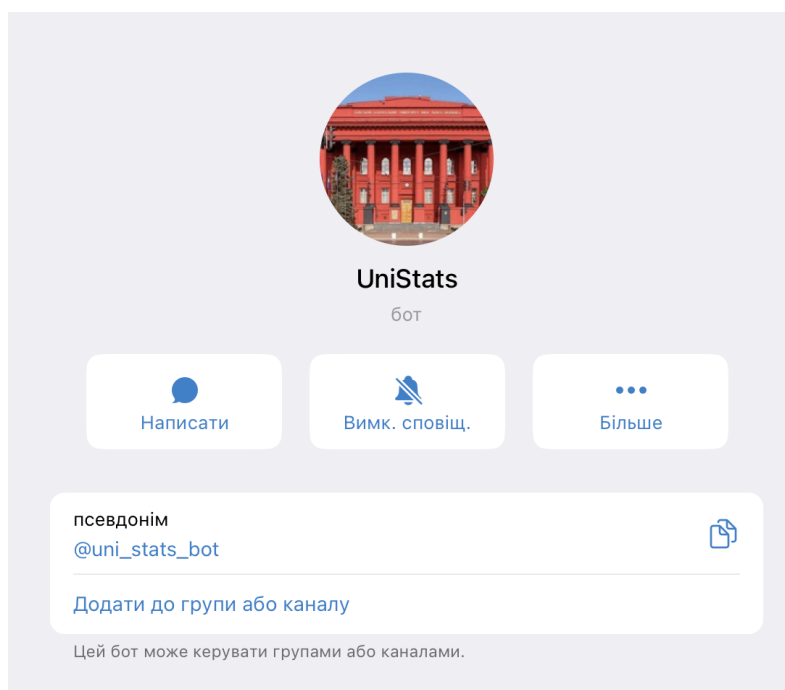 UniStats
бот
Написати
Вимк. сповіщ.
Більше
псевдонім
@uni_stats_bot
Додати до групи або каналу
Цей бот може керувати групами або каналами.